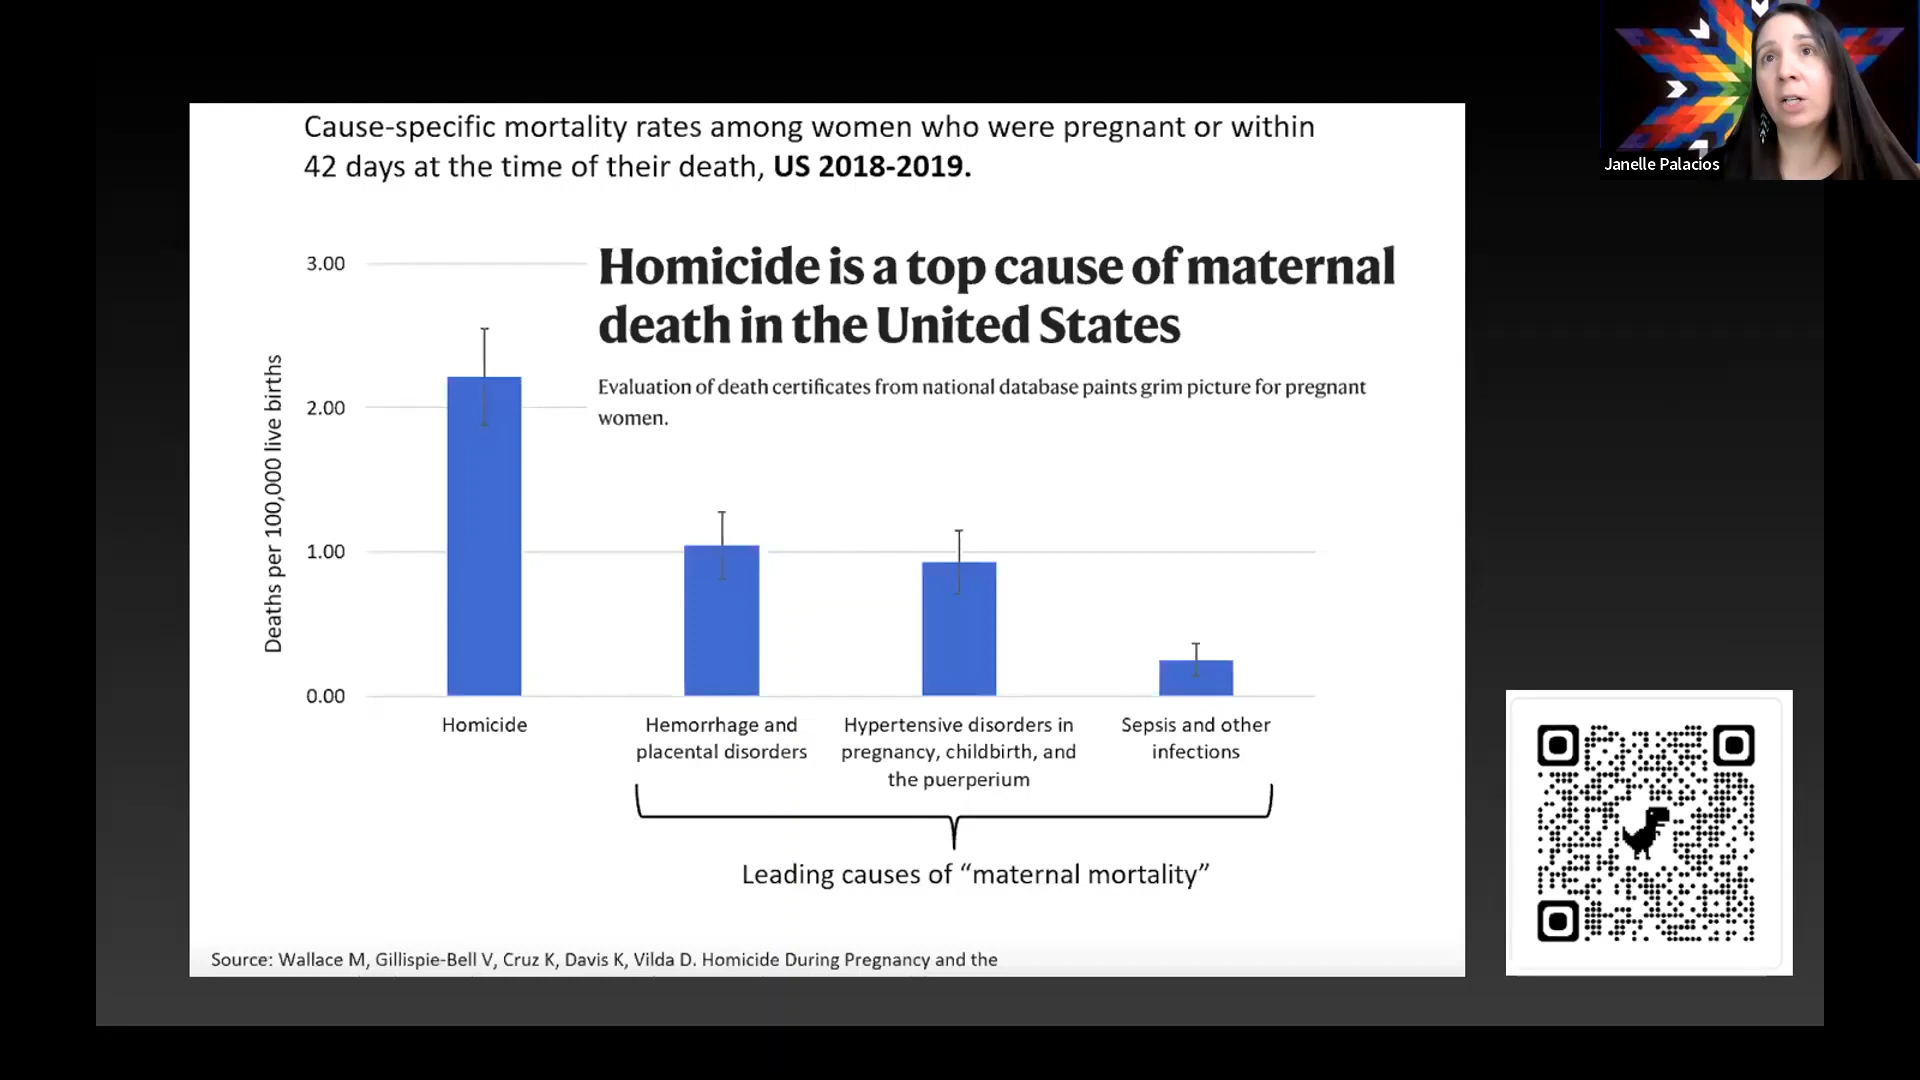 Cause-specific mortality rates among women who were pregnant or within
42 days at the time of their death, US 2018-2019.
Homicide is a top cause of maternal
death in the United States
Evaluation of death certificates from national database paints grim picture for pregnant
women.
Deaths per 100,000 live births
3.00
2.00
1.00
0.00
Homicide
Hemorrhage and
placental disorders
Hypertensive disorders in
pregnancy, childbirth, and
the puerperium
Sepsis and other
infections
Leading causes of “maternal mortality”
Source: Wallace M, Gillispie-Bell V, Cruz K, Davis K, Vilda D. Homicide During Pregnancy and the
Janelle Palacios